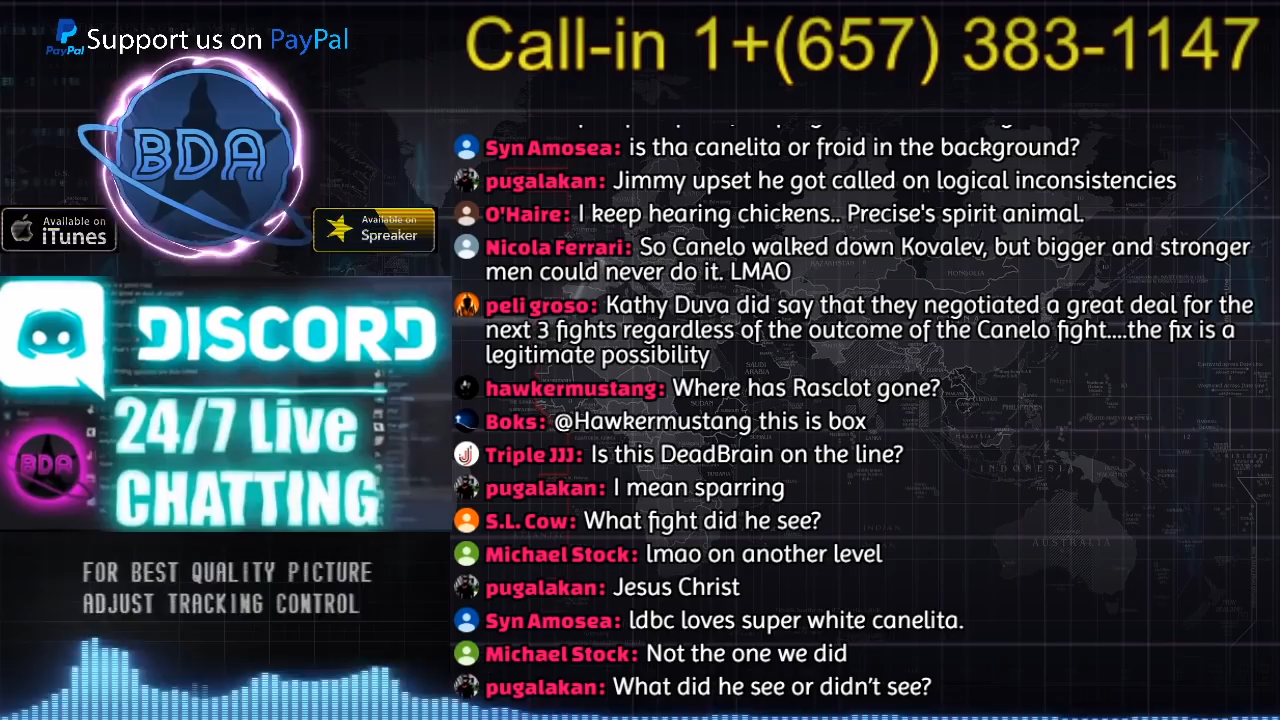 PayPal
Support us on PayPal
Call-in 1+(657) 383-1147
BDA
Available on
iTunes
Available on
Spreaker
DISCORD
24/7 Live
CHATTING
BDA
FOR BEST QUALITY PICTURE
ADJUST TRACKING CONTROL
Syn Amosea: is tha canelita or froid in the background?
pugalakan: Jimmy upset he got called on logical inconsistencies
O'Haire: I keep hearing chickens.. Precise's spirit animal.
Nicola Ferrari: So Canelo walked down Kovalev, but bigger and stronger
men could never do it. LMAO
peli groso: Kathy Duva did say that they negotiated a great deal for the
next 3 fights regardless of the outcome of the Canelo fight....the fix is a
legitimate possibility
hawkermustang: Where has Rasclot gone?
Boks: @Hawkermustang this is box
Triple JJJ: Is this DeadBrain on the line?
pugalakan: I mean sparring
S.L. Cow: What fight did he see?
Michael Stock: lmao on another level
pugalakan: Jesus Christ
Syn Amosea: ldbc loves super white canelita.
Michael Stock: Not the one we did
pugalakan: What did he see or didn't see?
INDONESIA
AUSTRALIA